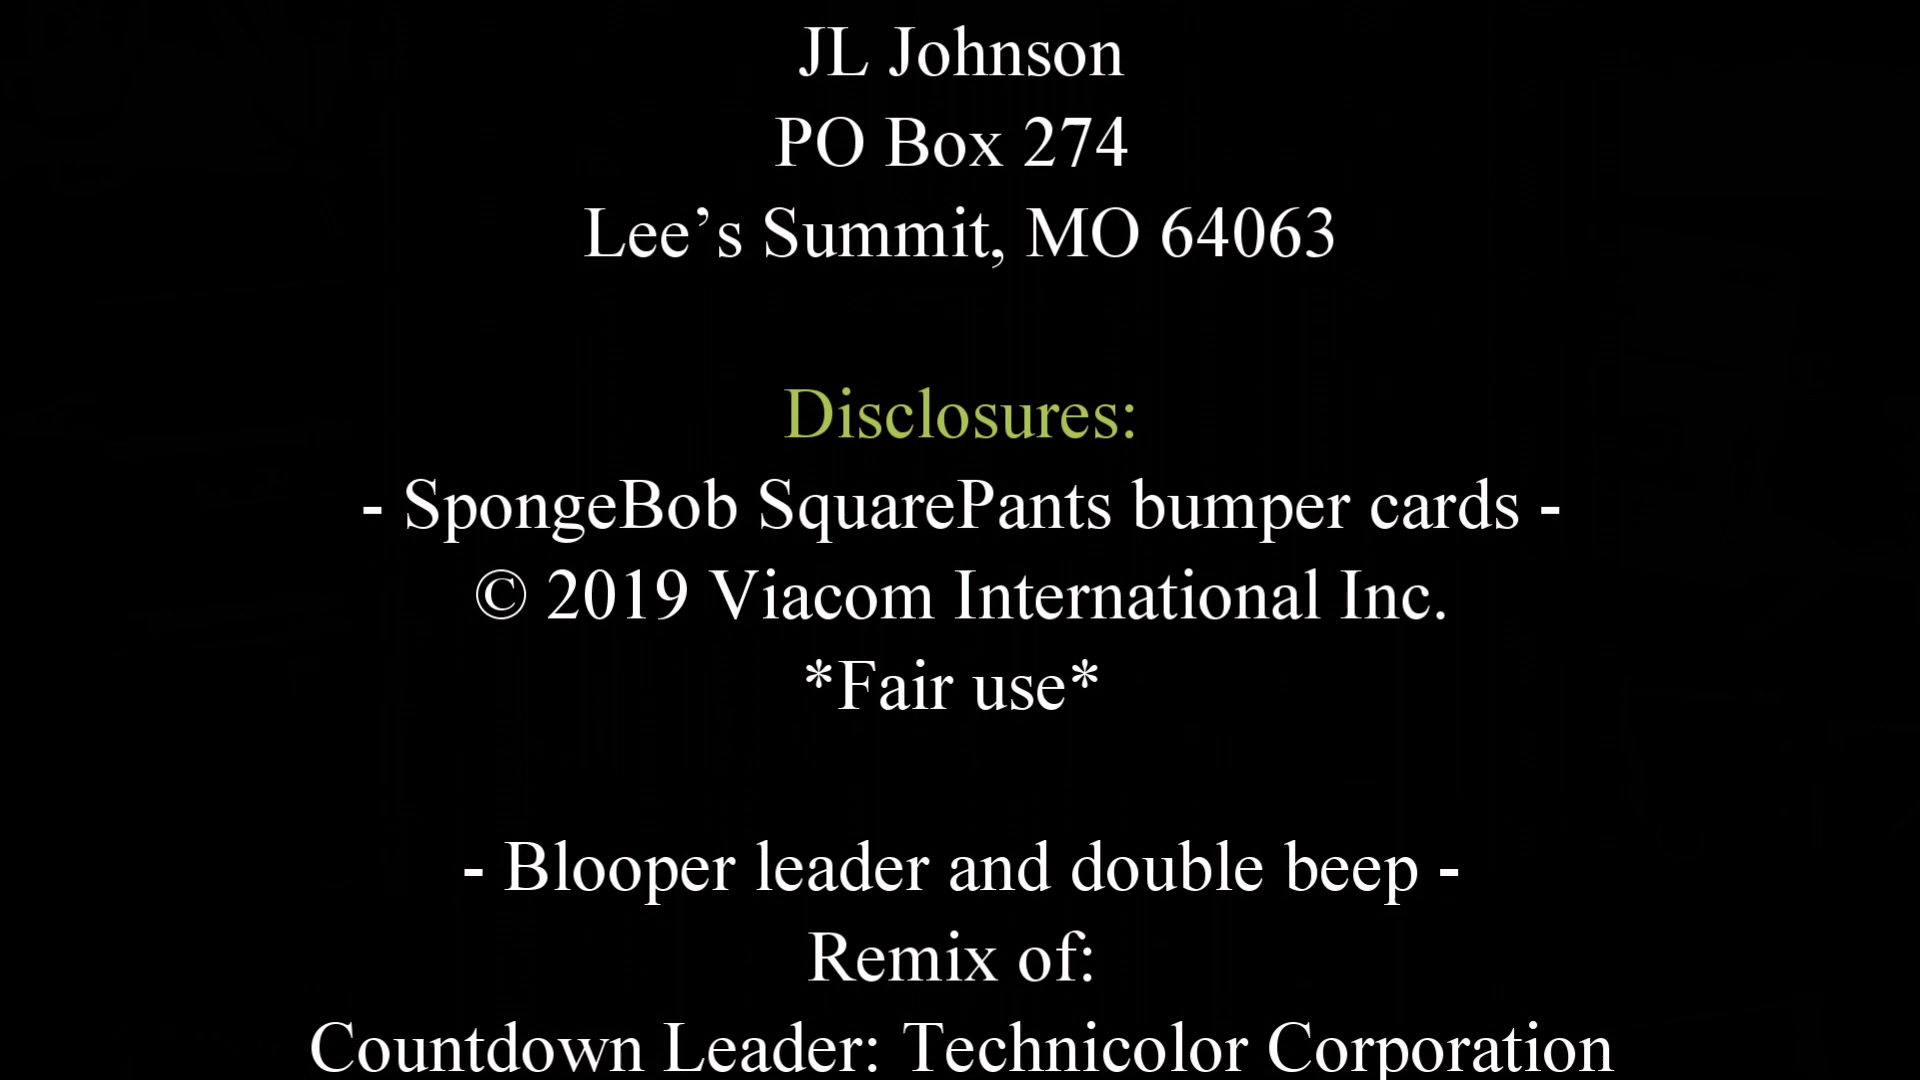 JL Johnson
PO Box 274
Lee’s Summit, MO 64063
Disclosures:
- SpongeBob SquarePants bumper cards -
© 2019 Viacom International Inc.
*Fair use*
- Blooper leader and double beep -
Remix of:
Countdown Leader: Technicolor Corporation